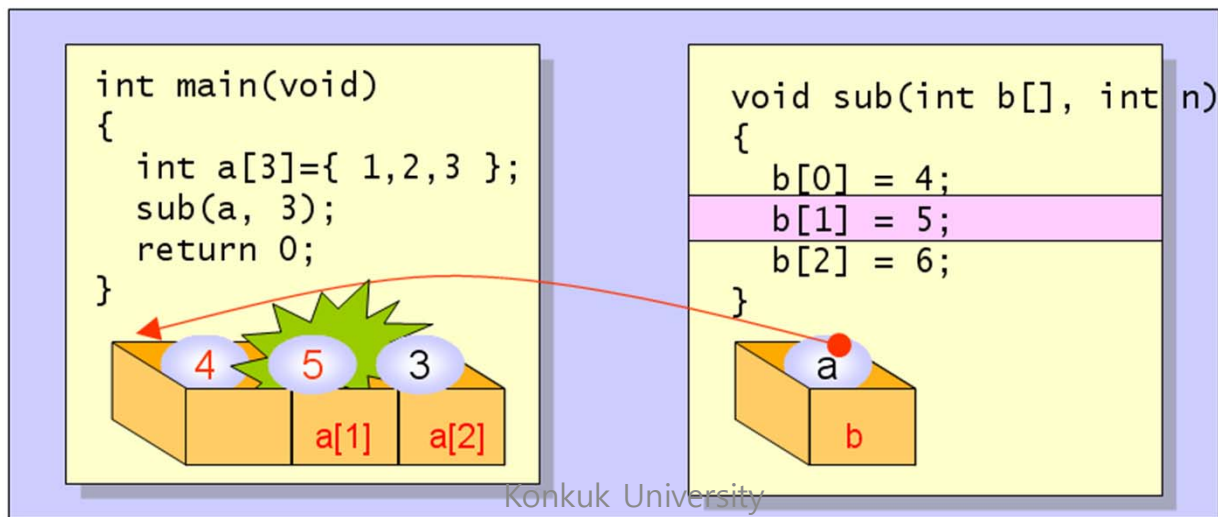 int main(void)
{
int a[3]={ 1,2,3 };
sub(a, 3);
return 0;
}
4 5 3
a[1] a[2]
void sub(int b[], int n)
{
b[0] = 4;
b[1] = 5;
b[2] = 6;
}
a
b
Konkuk University